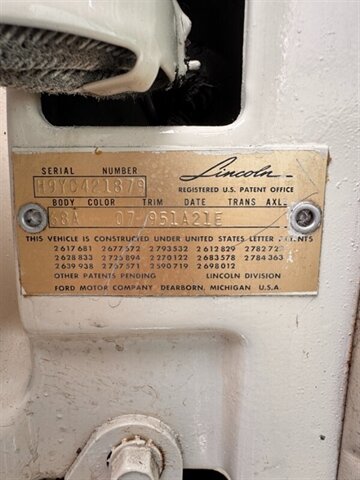 SERIAL NUMBER Lincoln
H9YC421879 REGISTERED U.S. PATENT OFFICE
BODY COLOR TRIM DATE TRANS AXLE
68A 07 951A21E
THIS VEHICLE IS CONSTRUCTED UNDER UNITED STATES LETTER PATENTS
2617681 2677572 2793532 2612829
2628833 2725894 2270122 2683578 2784363
2639938 2757571 2590719 2698012
OTHER PATENTS PENDING LINCOLN DIVISION
FORD MOTOR COMPANY DEARBORN, MICHIGAN U.S.A